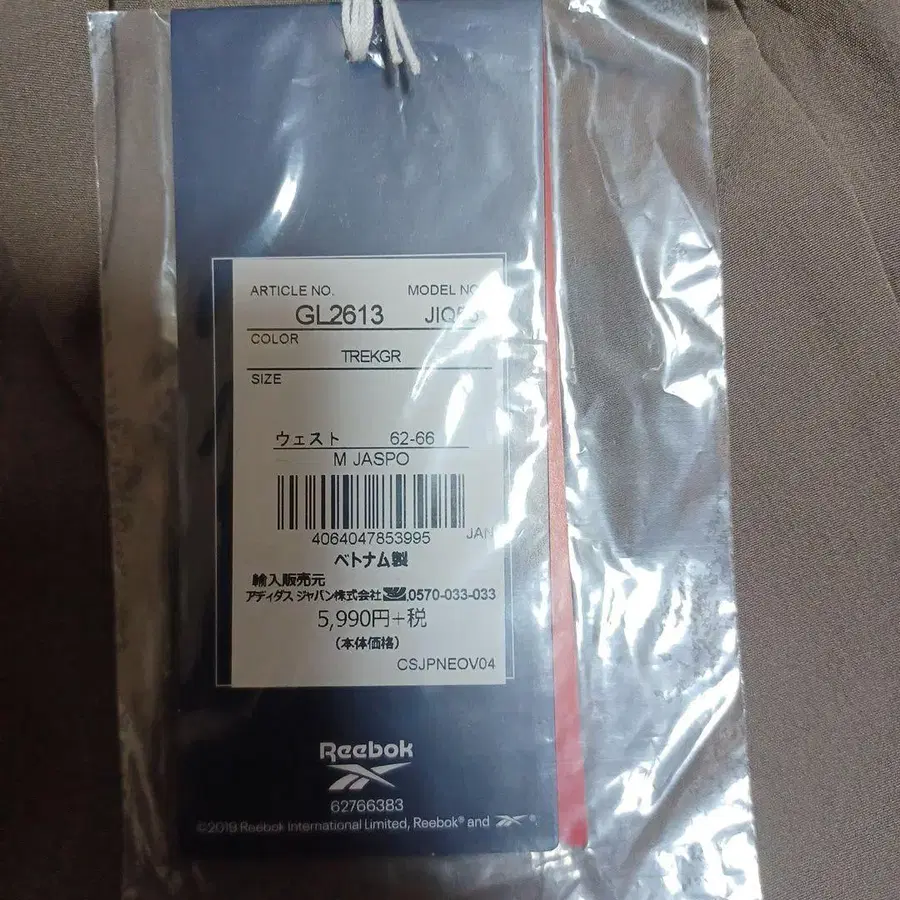 ARTICLE NO. MODEL NO.
GL2613
COLOR
TREKGR
SIZE
ウェスト 62-66
M JASPO
4064047853995 JAN
ベトナム製
輸入販売元
アディダス ジャパン株式会社 0570-033-033
5,990円+税
(本体価格)
CSJPNEOV04
Reebok
62766383
©2019 Reebok International Limited, Reebok® and ®